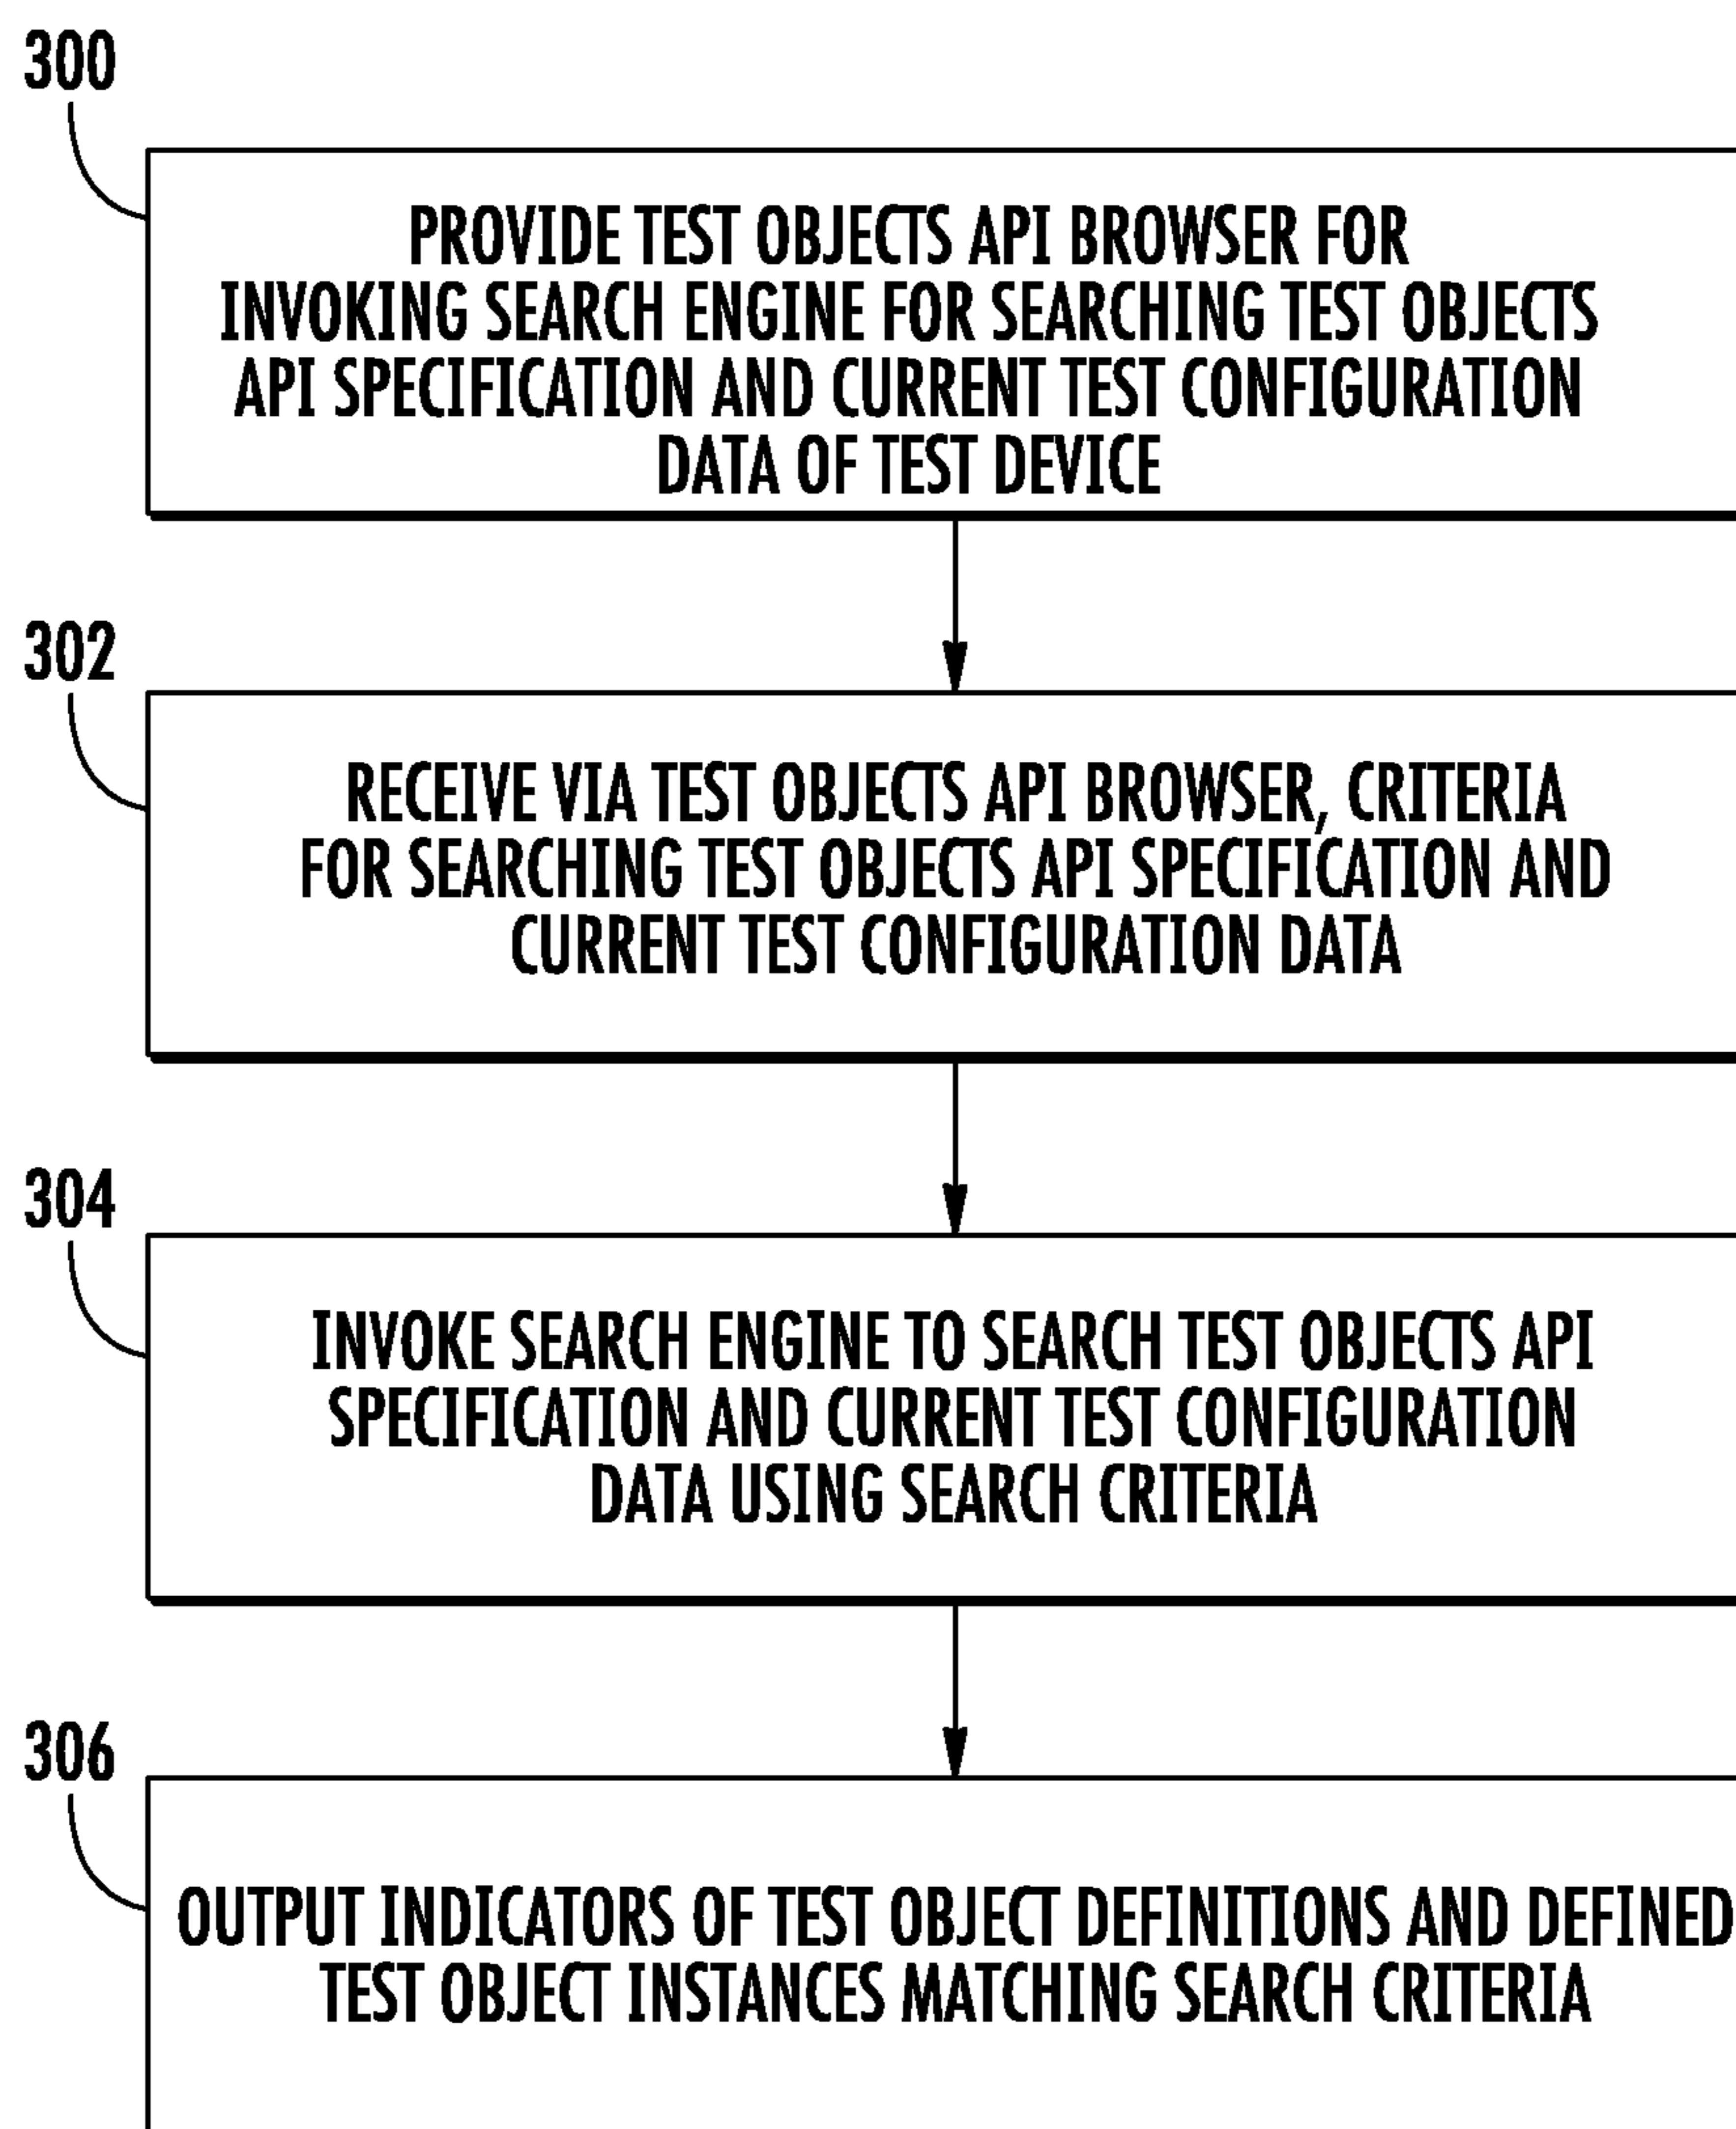 300
PROVIDE TEST OBJECTS API BROWSER FOR
INVOKING SEARCH ENGINE FOR SEARCHING TEST OBJECTS
API SPECIFICATION AND CURRENT TEST CONFIGURATION
DATA OF TEST DEVICE
302
RECEIVE VIA TEST OBJECTS API BROWSER, CRITERIA
FOR SEARCHING TEST OBJECTS API SPECIFICATION AND
CURRENT TEST CONFIGURATION DATA
304
INVOKE SEARCH ENGINE TO SEARCH TEST OBJECTS API
SPECIFICATION AND CURRENT TEST CONFIGURATION
DATA USING SEARCH CRITERIA
306
OUTPUT INDICATORS OF TEST OBJECT DEFINITIONS AND DEFINED
TEST OBJECT INSTANCES MATCHING SEARCH CRITERIA